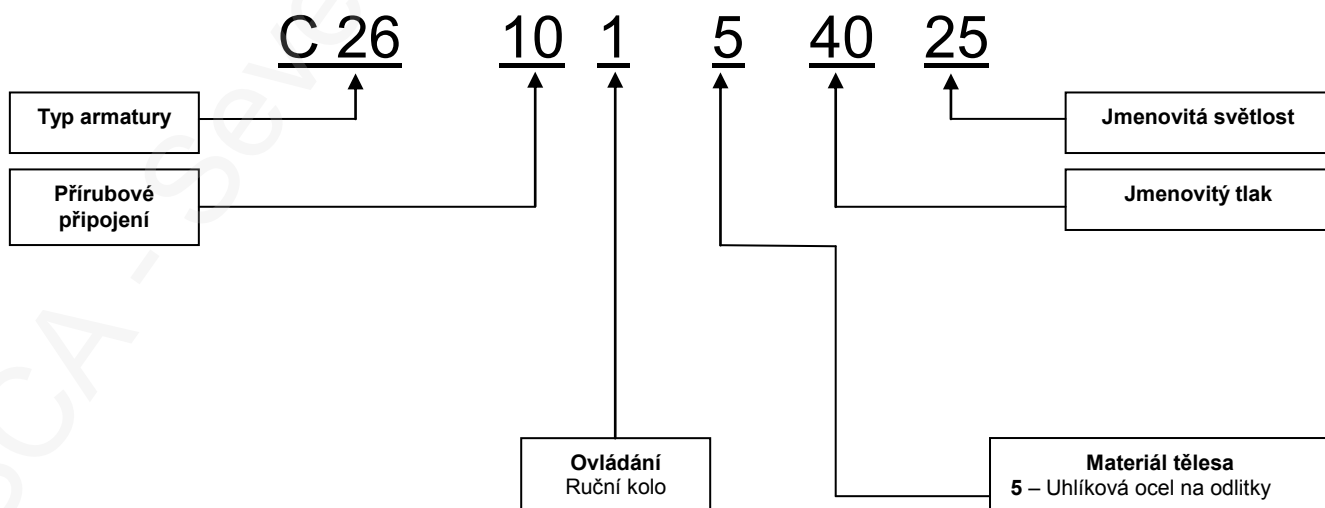 C 26 10 1 5 40 25
Typ armatury
Jmenovitá světlost
Přírubové
připojení
Jmenovitý tlak
Ovládání
Ruční kolo
Materiál tělesa
5 – Uhlíková ocel na odlitky